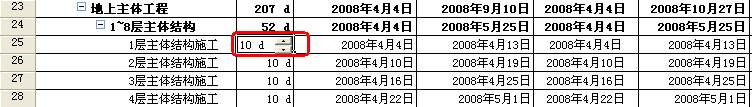 23 地上主体工程 207 d 2008年4月4日 2008年9月10日 2008年4月4日 2008年10月27日
24 1~8层主体结构 52 d 2008年4月4日 2008年5月25日 2008年4月4日 2008年5月25日
25 1层主体结构施工 10 d 2008年4月4日 2008年4月13日 2008年4月4日 2008年4月13日
26 2层主体结构施工 10 d 2008年4月10日 2008年4月19日 2008年4月10日 2008年4月19日
27 3层主体结构施工 10 d 2008年4月16日 2008年4月25日 2008年4月16日 2008年4月25日
28 4层主体结构施工 10 d 2008年4月22日 2008年5月1日 2008年4月22日 2008年5月1日